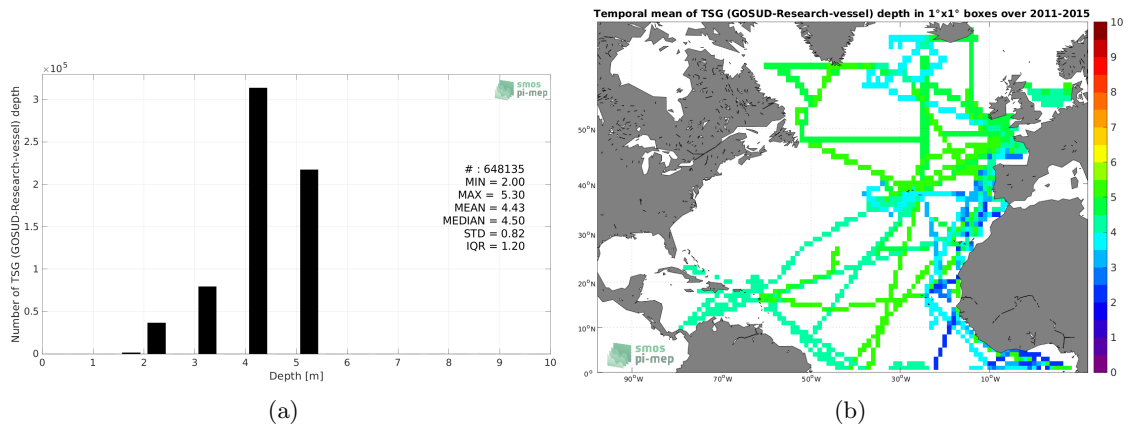 Temporal mean of TSG (GOSUD-Research-vessel) depth in 1°x1° boxes over 2011-2015
×10⁵
Number of TSG (GOSUD-Research-vessel) depth
3
2.5
2
1.5
1
0.5
0
smos
pi-mep
# : 648135
MIN = 2.00
MAX = 5.30
MEAN = 4.43
MEDIAN = 4.50
STD = 0.82
IQR = 1.20
0 1 2 3 4 5 6 7 8 9 10
Depth [m]
(a)
50°N
40°N
30°N
20°N
10°N
0°
90°W 70°W 50°W 30°W 10°W
smos
pi-mep
10
9
8
7
6
5
4
3
2
1
0
(b)